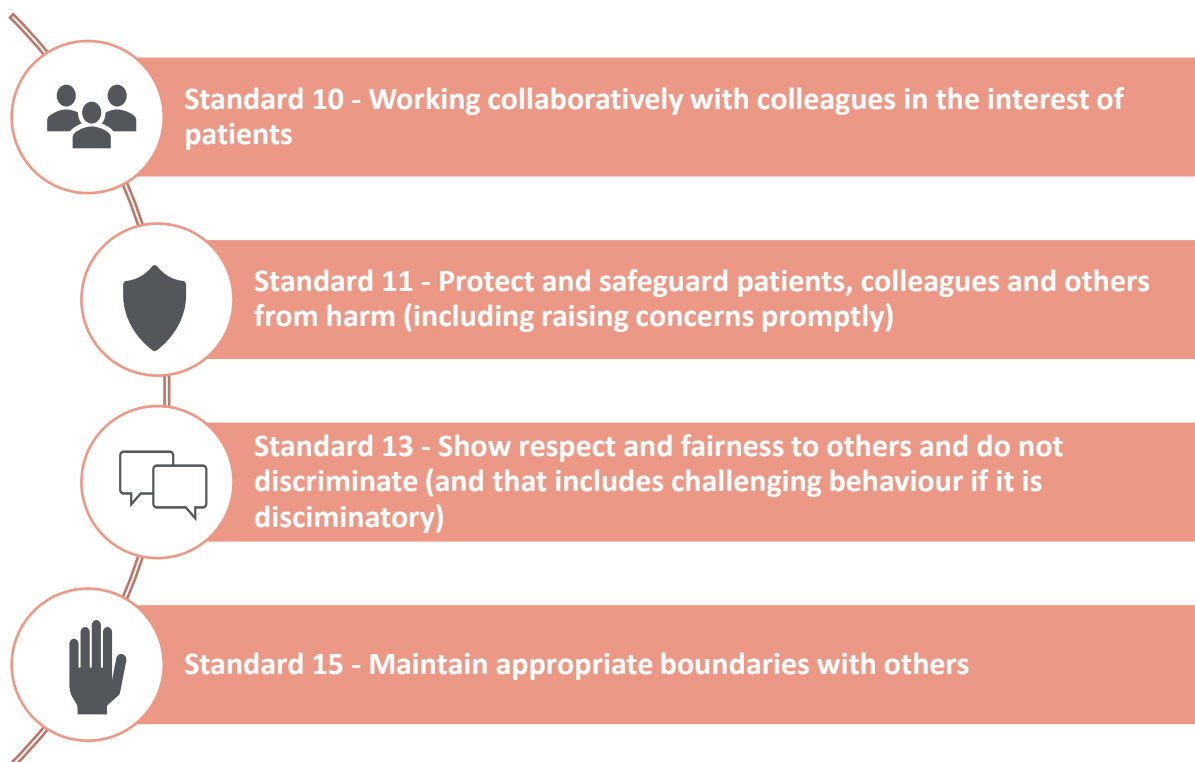 Standard 10 - Working collaboratively with colleagues in the interest of
patients
Standard 11 - Protect and safeguard patients, colleagues and others
from harm (including raising concerns promptly)
Standard 13 - Show respect and fairness to others and do not
discriminate (and that includes challenging behaviour if it is
disciminatory)
Standard 15 - Maintain appropriate boundaries with others